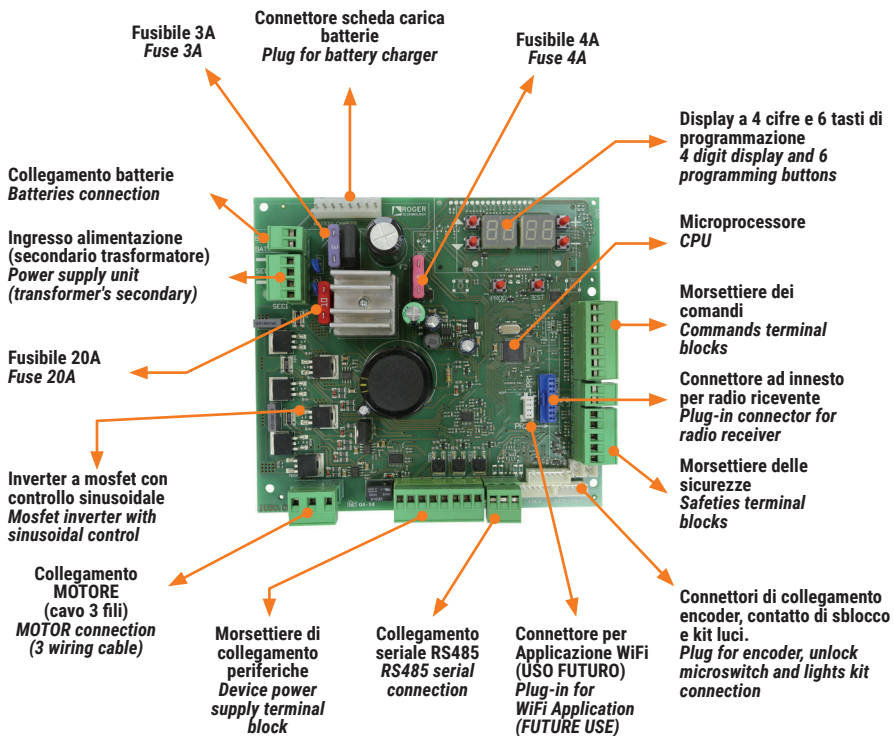 Fusibile 3A
Fuse 3A
Connettore scheda carica
batterie
Plug for battery charger
Fusibile 4A
Fuse 4A
Display a 4 cifre e 6 tasti di
programmazione
4 digit display and 6
programming buttons
Collegamento batterie
Batteries connection
Ingresso alimentazione
(secondario trasformatore)
Power supply unit
(transformer's secondary)
Fusibile 20A
Fuse 20A
Inverter a mosfet con
controllo sinusoidale
Mosfet inverter with
sinusoidal control
ROGER
TECHNOLOGY
SEC1
PROG
TEST
Microprocessore
CPU
Morsettiere dei
comandi
Commands terminal
blocks
Connettore ad innesto
per radio ricevente
Plug-in connector for
radio receiver
Morsettiere delle
sicurezze
Safeties terminal
blocks
Collegamento
MOTORE
(cavo 3 fili)
MOTOR connection
(3 wiring cable)
Morsettiere di
collegamento
periferiche
Device power
supply terminal
block
Collegamento
seriale RS485
RS485 serial
connection
Connettore per
Applicazione WiFi
(USO FUTURO)
Plug-in for
WiFi Application
(FUTURE USE)
Connettori di collegamento
encoder, contatto di sblocco
e kit luci.
Plug for encoder, unlock
microswitch and lights kit
connection